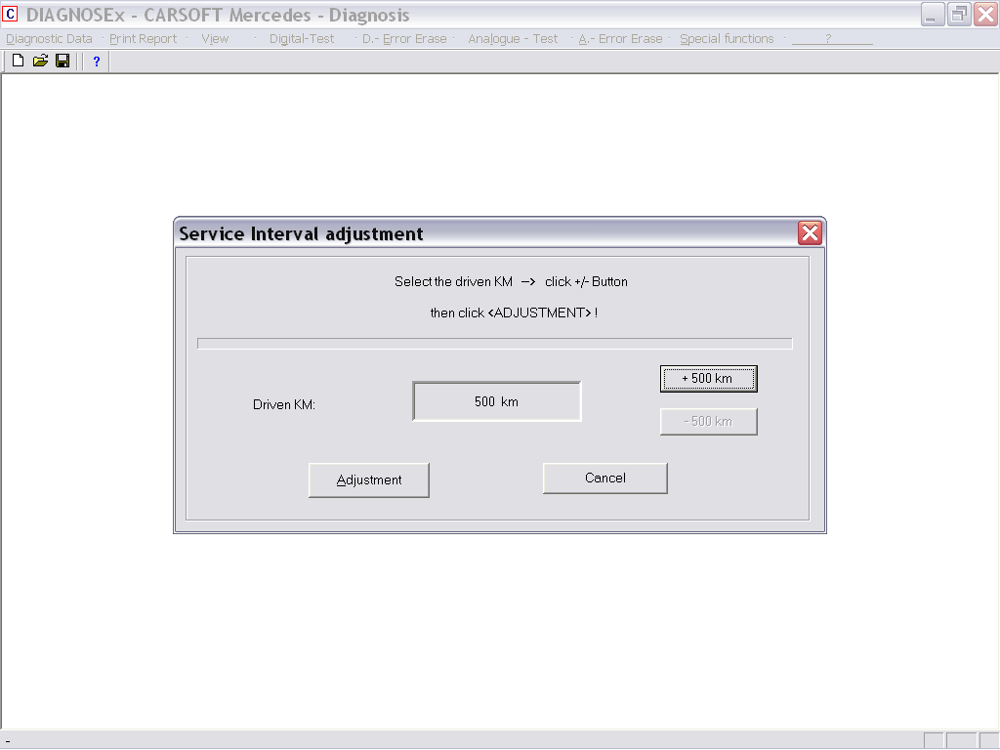 C DIAGNOSEx - CARSOFT Mercedes - Diagnosis
Diagnostic Data - Print Report - View - Digital-Test - D.- Error Erase - Analogue - Test - A.- Error Erase - Special functions - ?
?
Service Interval adjustment
Select the driven KM --> click +/- Button
then click <ADJUSTMENT> !
+ 500 km
Driven KM: 500 km
- 500 km
Adjustment Cancel
-